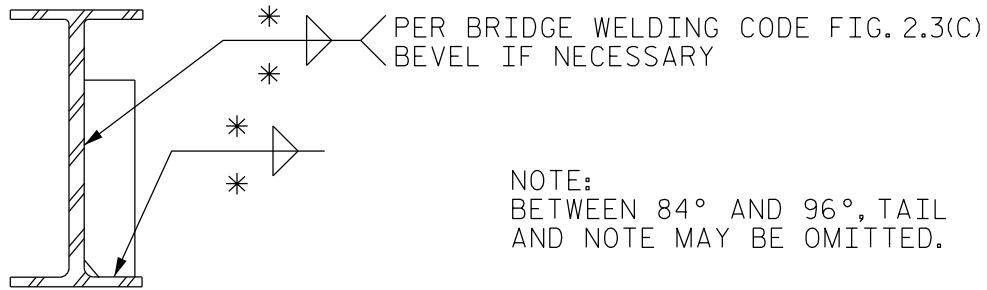 PER BRIDGE WELDING CODE FIG. 2.3(C)
BEVEL IF NECESSARY
NOTE:
BETWEEN 84° AND 96°, TAIL
AND NOTE MAY BE OMITTED.